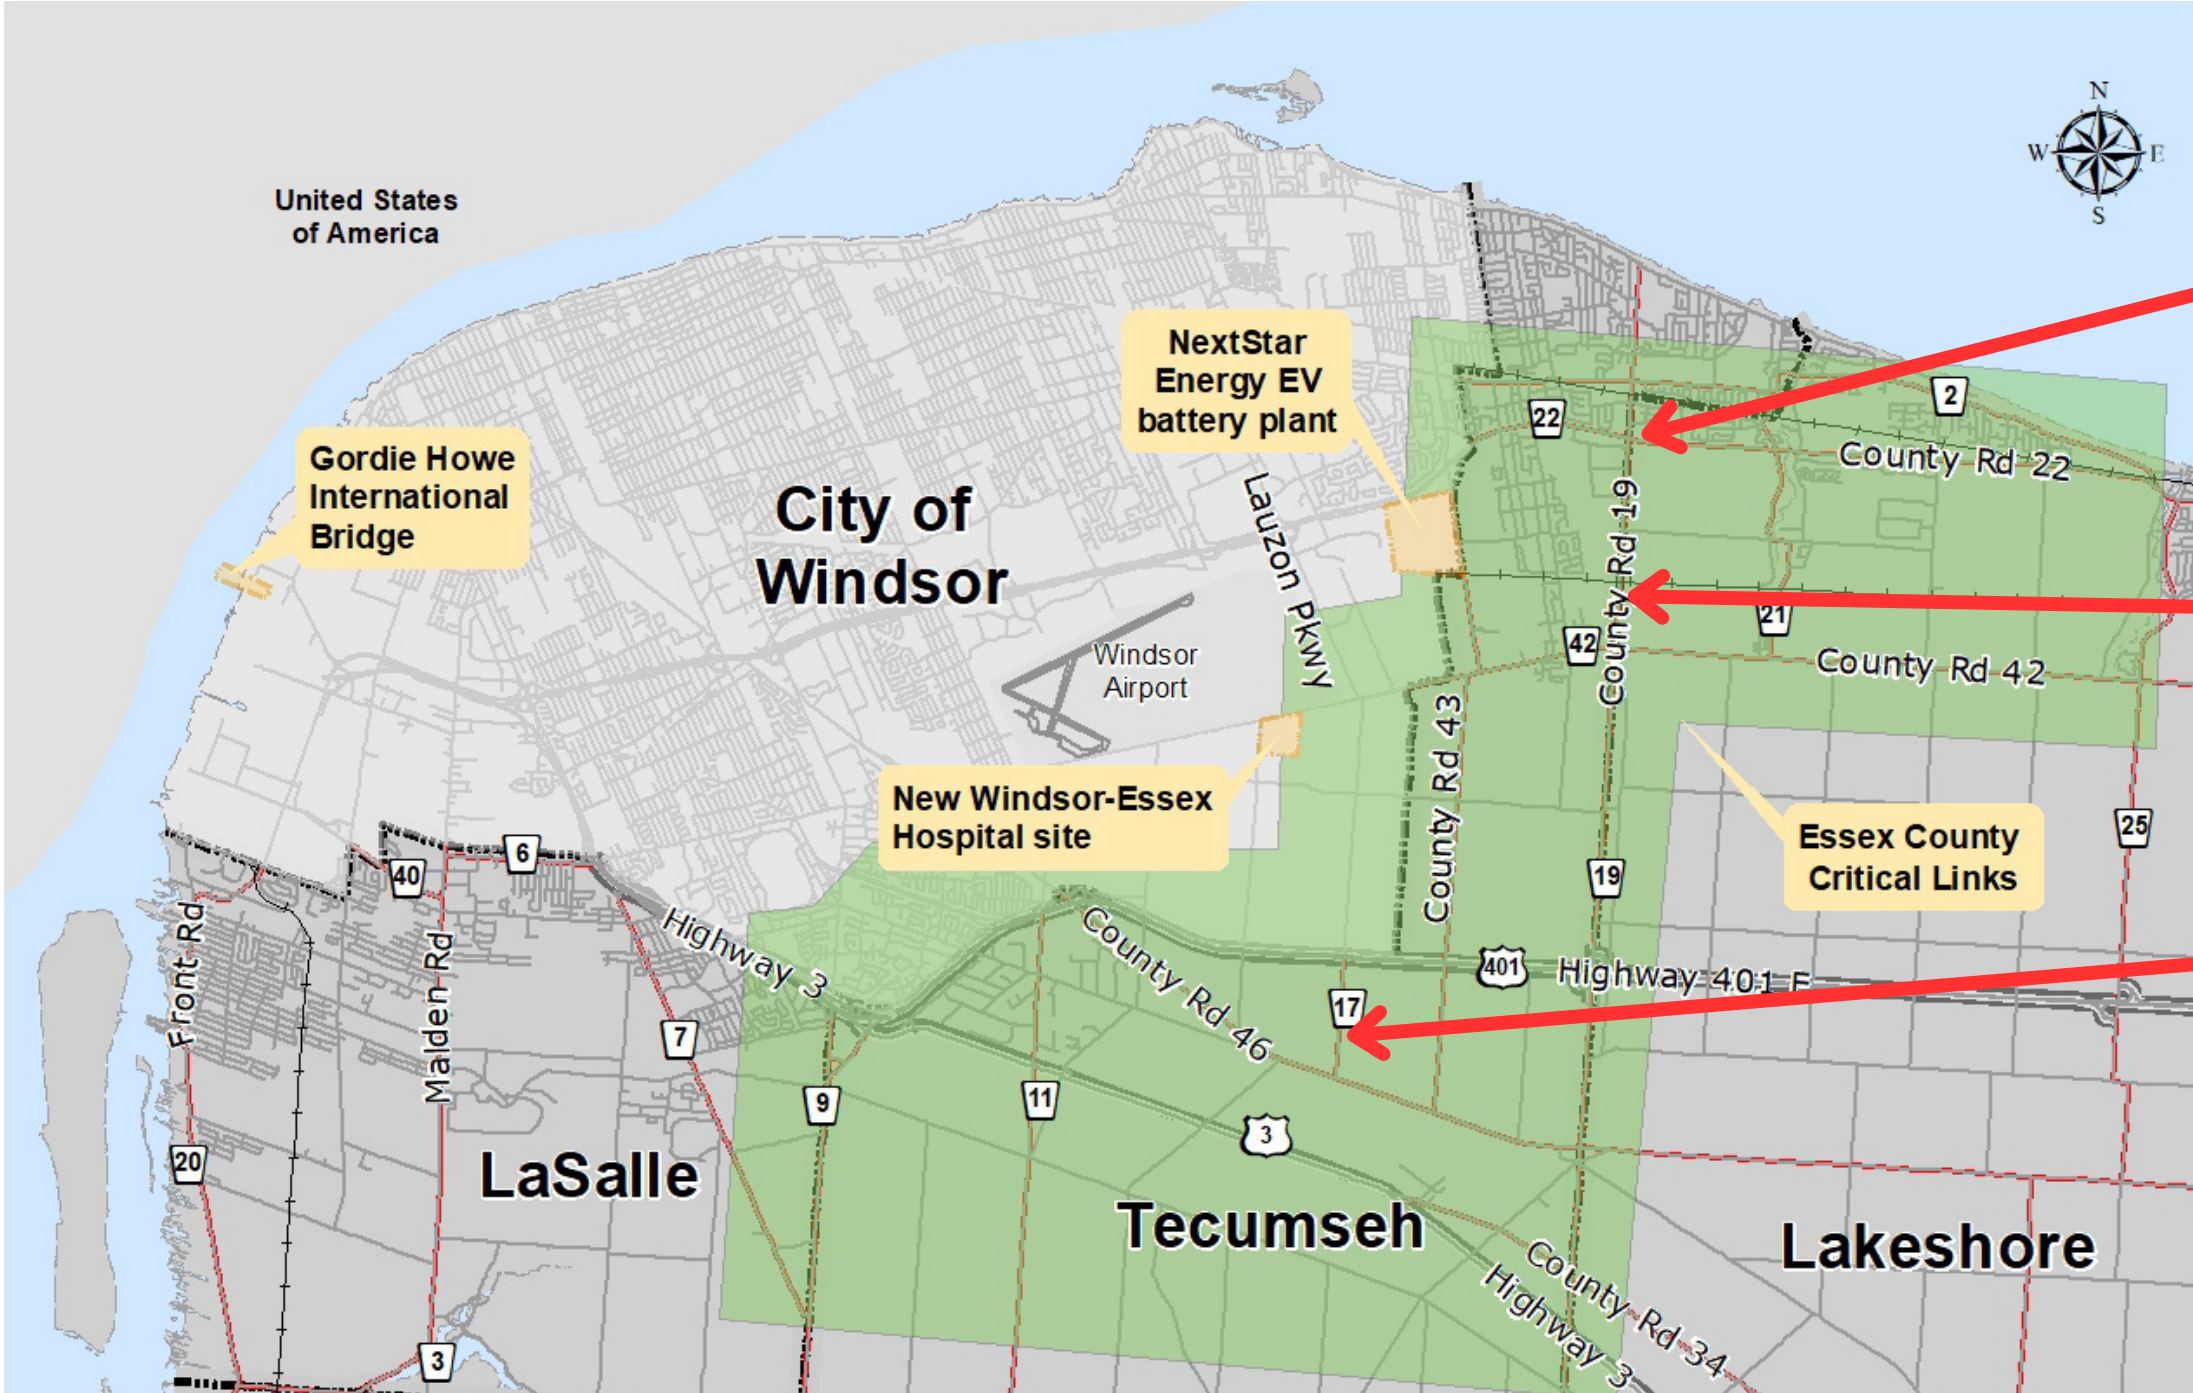 N
W
E
S
United States
of America
NextStar
Energy EV
battery plant
2
22
County Rd 22
Gordie Howe
International
Bridge
City of
Windsor
Lauzon Pkwy
County Rd 19
Windsor
Airport
21
42
County Rd 42
County Rd 43
New Windsor-Essex
Hospital site
Essex County
Critical Links
25
6
40
19
Front Rd
Malden Rd
Highway 3
County Rd 46
401
Highway 401 E
17
7
9
11
3
20
LaSalle
Tecumseh
Lakeshore
County Rd 34
Highway 3
3